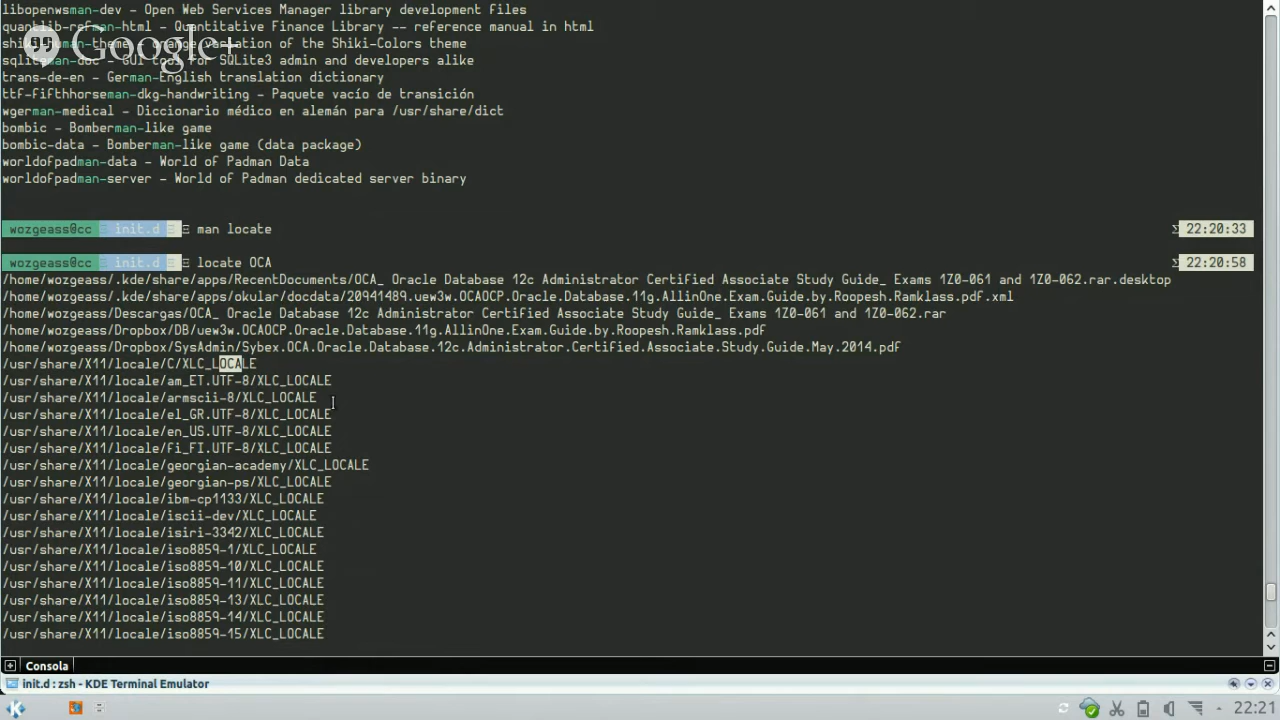 libopenwsman-dev - Open Web Services Manager library development files
quantlib-refman-html - Quantitative Finance Library -- reference manual in html
shiki-human-theme - orange variation of the Shiki-Colors theme
Google+
sqliteman-doc - GUI tool for SQLite3 admin and developers alike
trans-de-en - German-English translation dictionary
ttf-fifthhorseman-dkg-handwriting - Paquete vacío de transición
wgerman-medical - Diccionario médico en alemán para /usr/share/dict
bombic - Bomberman-like game
bombic-data - Bomberman-like game (data package)
worldofpadman-data - World of Padman Data
worldofpadman-server - World of Padman dedicated server binary
wozgeass@cc init.d man locate 22:20:33
wozgeass@cc init.d locate OCA 22:20:58
/home/wozgeass/.kde/share/apps/RecentDocuments/OCA_ Oracle Database 12c Administrator Certified Associate Study Guide_ Exams 1Z0-061 and 1Z0-062.rar.desktop
/home/wozgeass/.kde/share/apps/okular/docdata/20941489.uew3w.OCAOCP.Oracle.Database.11g.AllinOne.Exam.Guide.by.Roopesh.Ramklass.pdf.xml
/home/wozgeass/Descargas/OCA_ Oracle Database 12c Administrator Certified Associate Study Guide_ Exams 1Z0-061 and 1Z0-062.rar
/home/wozgeass/Dropbox/DB/uew3w.OCAOCP.Oracle.Database.11g.AllinOne.Exam.Guide.by.Roopesh.Ramklass.pdf
/home/wozgeass/Dropbox/SysAdmin/Sybex.OCA.Oracle.Database.12c.Administrator.Certified.Associate.Study.Guide.May.2014.pdf
/usr/share/X11/locale/C/XLC_LOCALE
/usr/share/X11/locale/am_ET.UTF-8/XLC_LOCALE
/usr/share/X11/locale/armscii-8/XLC_LOCALE
/usr/share/X11/locale/el_GR.UTF-8/XLC_LOCALE
/usr/share/X11/locale/en_US.UTF-8/XLC_LOCALE
/usr/share/X11/locale/fi_FI.UTF-8/XLC_LOCALE
/usr/share/X11/locale/georgian-academy/XLC_LOCALE
/usr/share/X11/locale/georgian-ps/XLC_LOCALE
/usr/share/X11/locale/ibm-cp1133/XLC_LOCALE
/usr/share/X11/locale/iscii-dev/XLC_LOCALE
/usr/share/X11/locale/isiri-3342/XLC_LOCALE
/usr/share/X11/locale/iso8859-1/XLC_LOCALE
/usr/share/X11/locale/iso8859-10/XLC_LOCALE
/usr/share/X11/locale/iso8859-11/XLC_LOCALE
/usr/share/X11/locale/iso8859-13/XLC_LOCALE
/usr/share/X11/locale/iso8859-14/XLC_LOCALE
/usr/share/X11/locale/iso8859-15/XLC_LOCALE
Consola
init.d : zsh - KDE Terminal Emulator
22:21